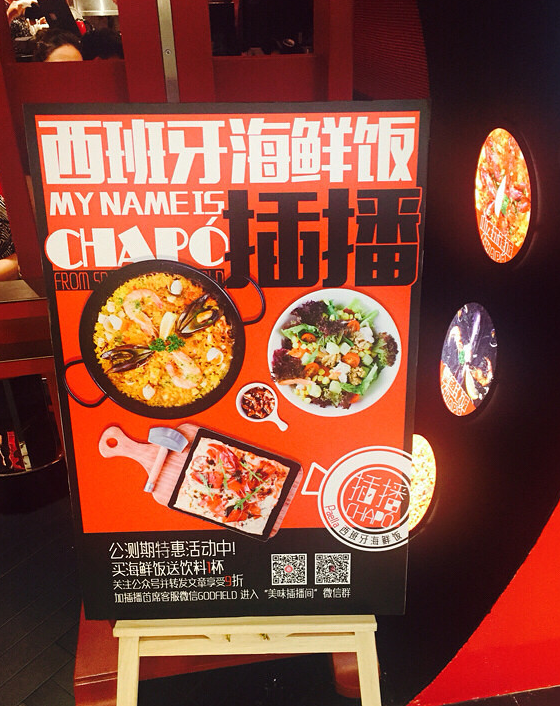 西班牙海鲜饭
MY NAME IS
CHAPÓ
插播
插播
CHAPÓ
Paella 西班牙海鲜饭
公测期特惠活动中!
买海鲜饭送饮料1杯
关注公众号并转发文章享受9折
加插播首席客服微信GODFIELD 进入“美味插播间”微信群